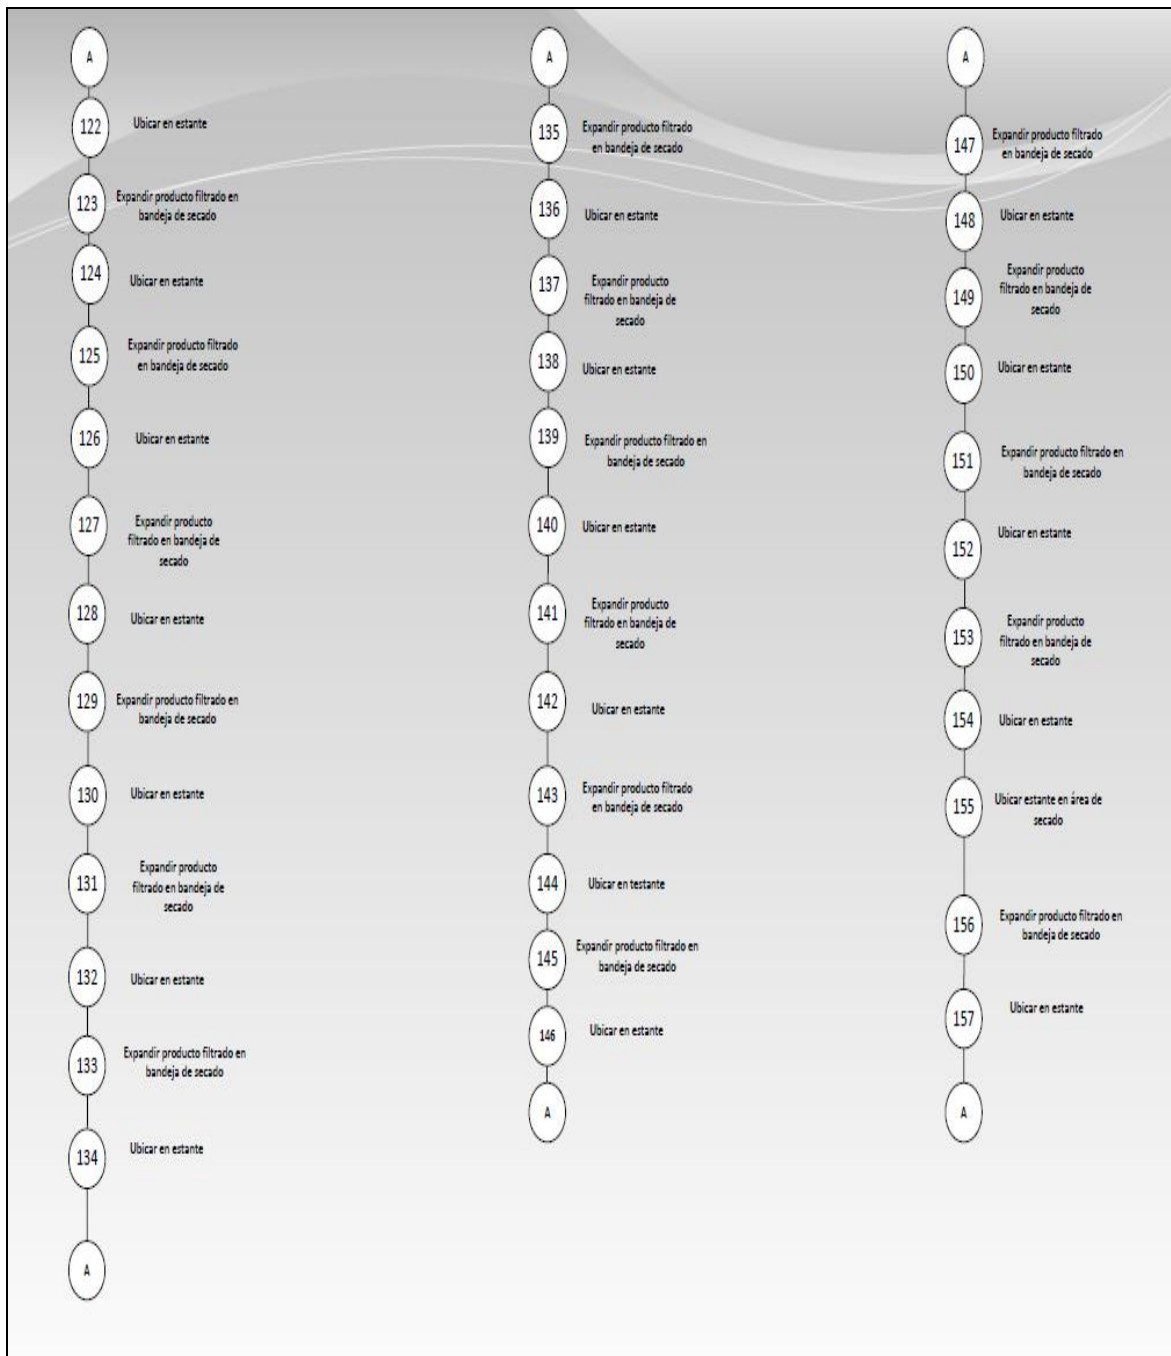 A
122
Ubicar en estante
123
Expandir producto filtrado en
bandeja de secado
124
Ubicar en estante
125
Expandir producto filtrado
en bandeja de secado
126
Ubicar en estante
127
Expandir producto
filtrado en bandeja de
secado
128
Ubicar en estante
129
Expandir producto filtrado en
bandeja de secado
130
Ubicar en estante
131
Expandir producto
filtrado en bandeja de
secado
132
Ubicar en estante
133
Expandir producto filtrado en
bandeja de secado
134
Ubicar en estante
A
A
135
Expandir producto filtrado
en bandeja de secado
136
Ubicar en estante
137
Expandir producto
filtrado en bandeja de
secado
138
Ubicar en estante
139
Expandir producto filtrado en
bandeja de secado
140
Ubicar en estante
141
Expandir producto
filtrado en bandeja de
secado
142
Ubicar en estante
143
Expandir producto filtrado
en bandeja de secado
144
Ubicar en testante
145
Expandir producto filtrado en
bandeja de secado
146
Ubicar en estante
A
A
147
Expandir producto filtrado
en bandeja de secado
148
Ubicar en estante
149
Expandir producto
filtrado en bandeja de
secado
150
Ubicar en estante
151
Expandir producto filtrado en
bandeja de secado
152
Ubicar en estante
153
Expandir producto
filtrado en bandeja de
secado
154
Ubicar en estante
155
Ubicar estante en área de
secado
156
Expandir producto filtrado en
bandeja de secado
157
Ubicar en estante
A